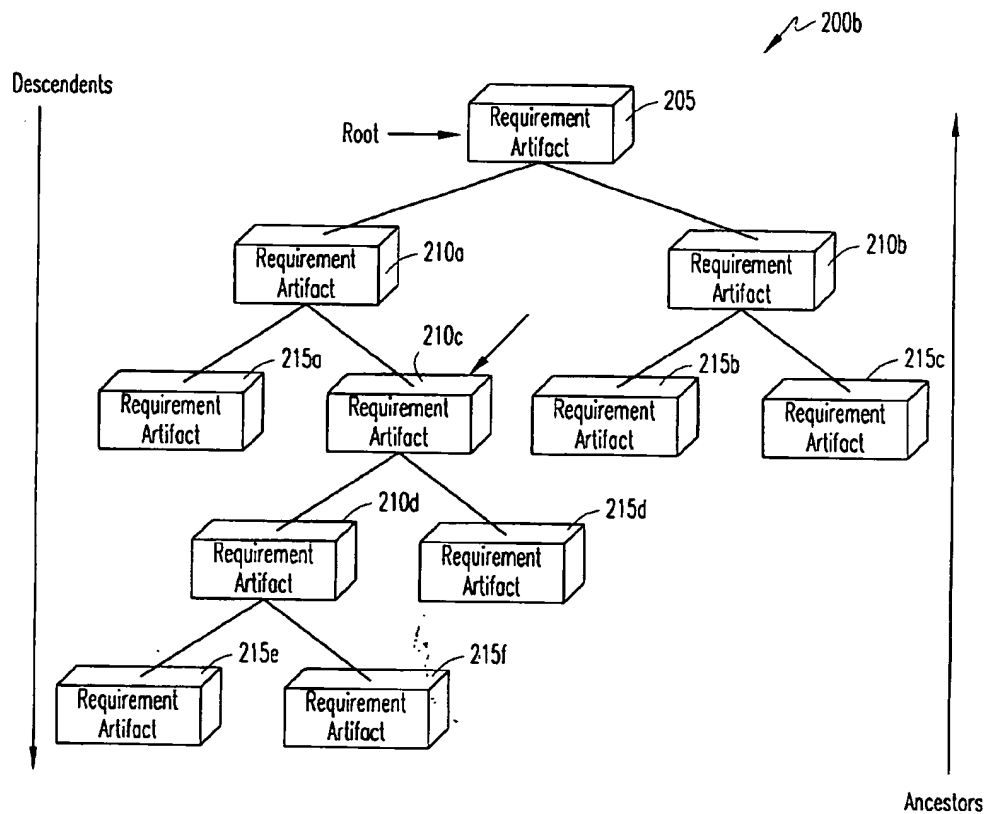 200b
Descendents
205
Root
Requirement
Artifact
210a
Requirement
Artifact
210b
Requirement
Artifact
215a
Requirement
Artifact
210c
Requirement
Artifact
215b
Requirement
Artifact
215c
Requirement
Artifact
210d
Requirement
Artifact
215d
Requirement
Artifact
215e
Requirement
Artifact
215f
Requirement
Artifact
Ancestors